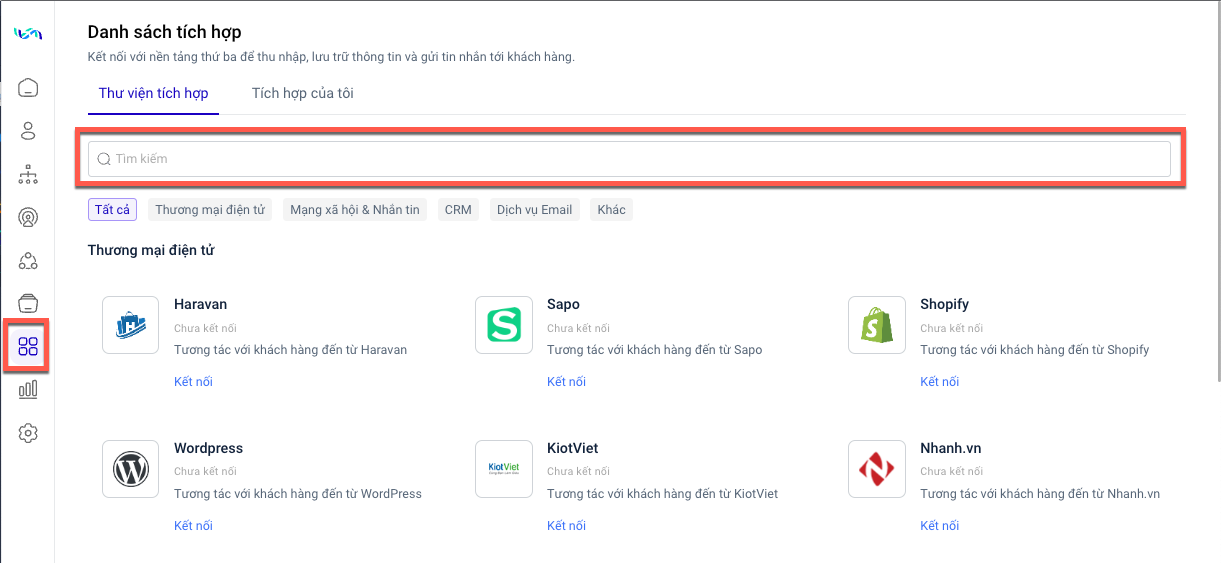 Danh sách tích hợp
Kết nối với nền tảng thứ ba để thu nhập, lưu trữ thông tin và gửi tin nhắn tới khách hàng.
Thư viện tích hợp Tích hợp của tôi
Tìm kiếm
Tất cả Thương mại điện tử Mạng xã hội & Nhắn tin CRM Dịch vụ Email Khác
Thương mại điện tử
Haravan Sapo Shopify
Chưa kết nối Chưa kết nối Chưa kết nối
Tương tác với khách hàng đến từ Haravan Tương tác với khách hàng đến từ Sapo Tương tác với khách hàng đến từ Shopify
Kết nối Kết nối Kết nối
Wordpress KiotViet Nhanh.vn
Chưa kết nối KiotViet Chưa kết nối Chưa kết nối
Tương tác với khách hàng đến từ WordPress Tương tác với khách hàng đến từ KiotViet Tương tác với khách hàng đến từ Nhanh.vn
Kết nối Kết nối Kết nối